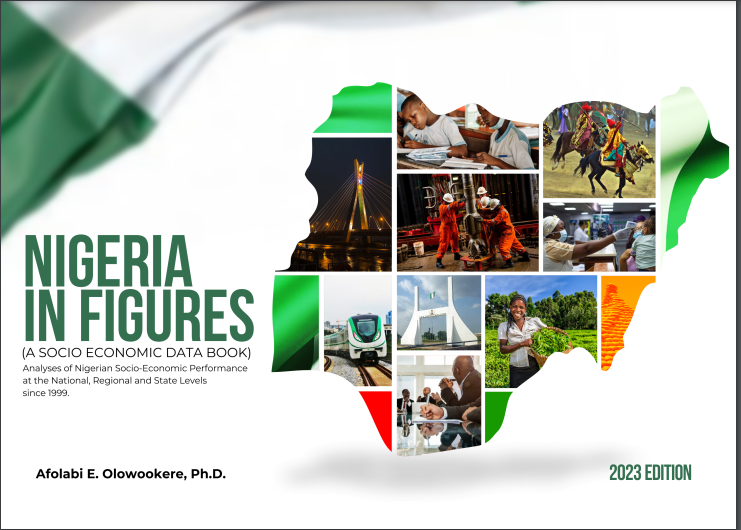 NIGERIA
IN FIGURES
(A SOCIO ECONOMIC DATA BOOK)
Analyses of Nigerian Socio-Economic Performance
at the National, Regional and State Levels
since 1999.
Afolabi E. Olowookere, Ph.D.
2023 EDITION